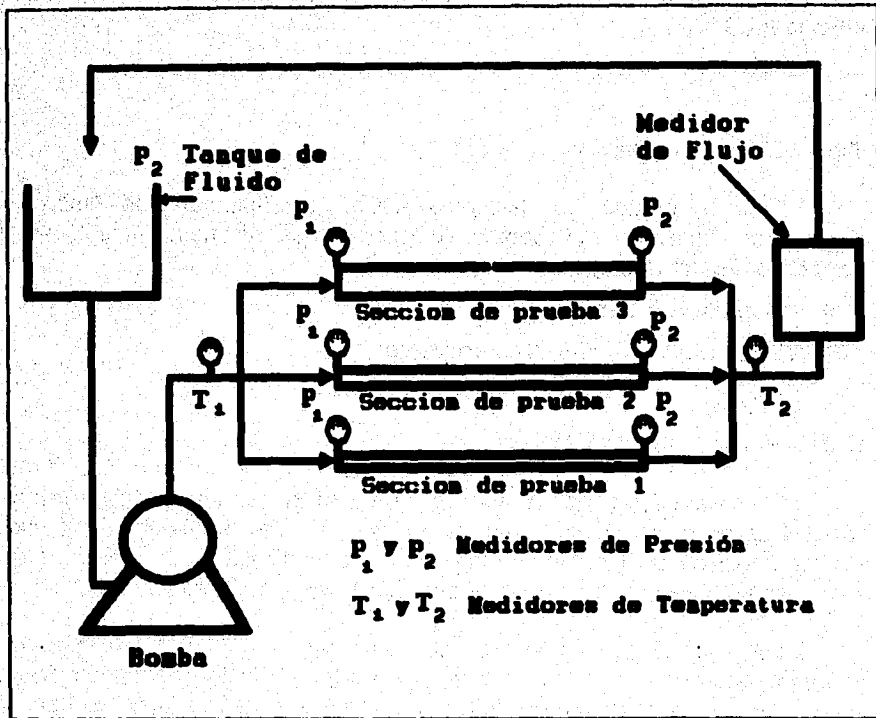 Medidor
de Flujo
P₂ Tanque de
Fluido
P₁
P₂
Seccion de prueba 3
P₁
P₂
T₁
Seccion de prueba 2
T₂
P₁
P₂
Seccion de prueba 1
P₁ y P₂ Medidores de Presión
T₁ y T₂ Medidores de Temperatura
Bomba